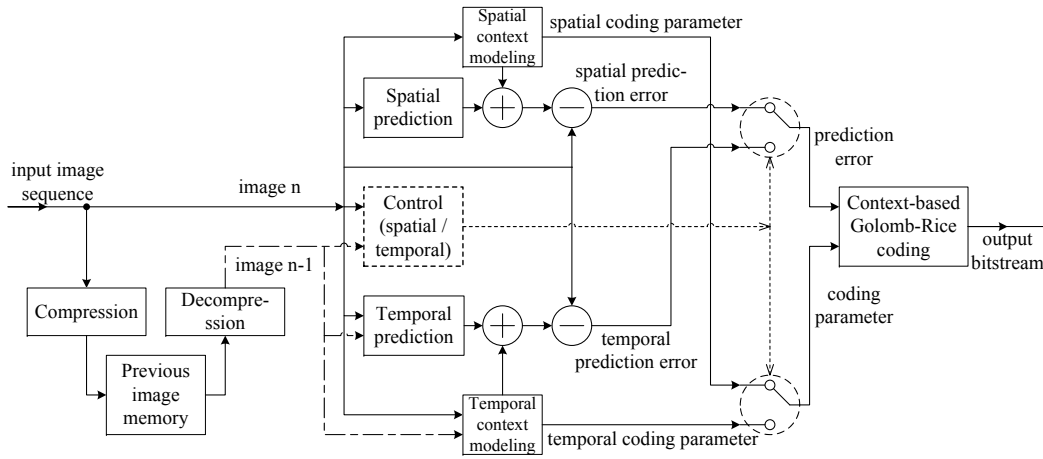 Spatial
context
modeling
spatial coding parameter
spatial predic-
tion error
Spatial
prediction
prediction
error
input image
sequence
image n
Control
(spatial /
temporal)
Context-based
Golomb-Rice
coding
output
bitstream
image n-1
Compression
Decompre-
ssion
Temporal
prediction
temporal
prediction error
coding
parameter
Previous
image
memory
Temporal
context
modeling
temporal coding parameter